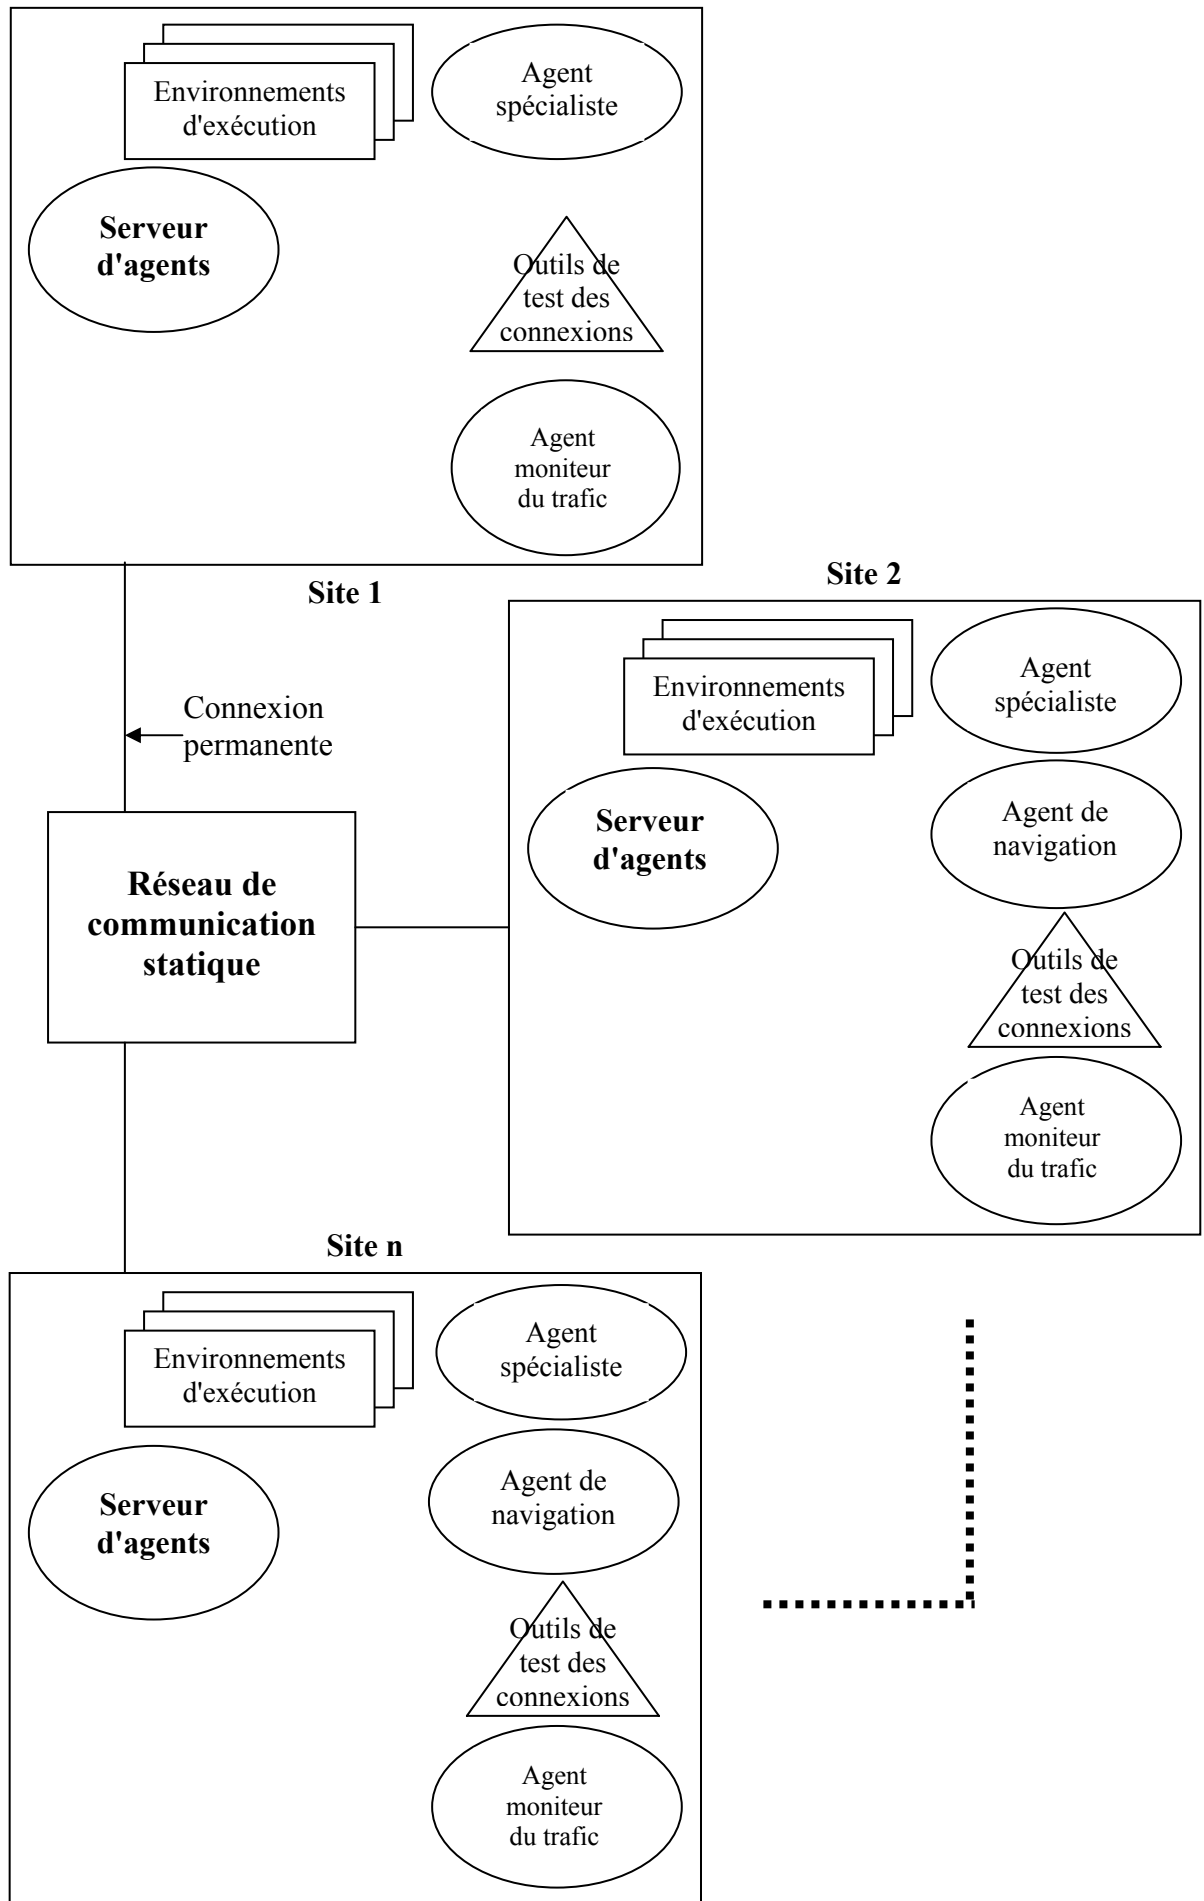 Environnements
d'exécution
Agent
spécialiste
Serveur
d'agents
Outils de
test des
connexions
Agent
moniteur
du trafic
Site 1
Site 2
Connexion
permanente
Réseau de
communication
statique
Environnements
d'exécution
Agent
spécialiste
Serveur
d'agents
Agent de
navigation
Outils de
test des
connexions
Agent
moniteur
du trafic
Site n
Environnements
d'exécution
Agent
spécialiste
Serveur
d'agents
Agent de
navigation
Outils de
test des
connexions
Agent
moniteur
du trafic